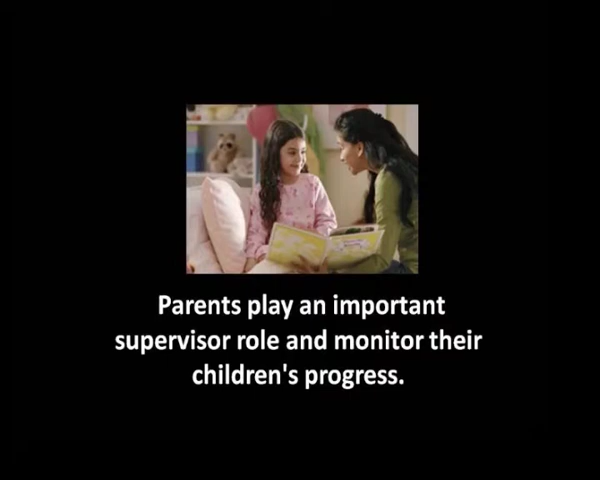 Parents play an important
supervisor role and monitor their
children's progress.